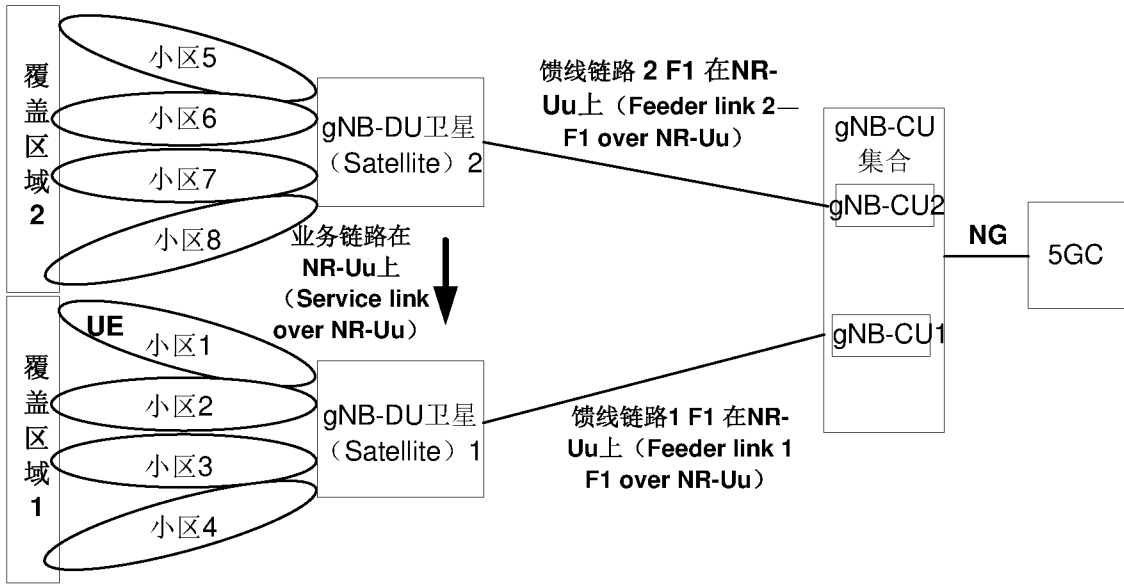 覆
盖
区
域
2
小区5
小区6
小区7
小区8
gNB-DU卫星
（Satellite）2
馈线链路 2 F1 在NR-
Uu上（Feeder link 2—
F1 over NR-Uu）
gNB-CU
集合
gNB-CU2
NG
5GC
业务链路在
NR-Uu上
（Service link
over NR-Uu）
覆
盖
区
域
1
UE
小区1
小区2
小区3
小区4
gNB-DU卫星
（Satellite）1
gNB-CU1
馈线链路1 F1 在NR-
Uu上（Feeder link 1
F1 over NR-Uu）